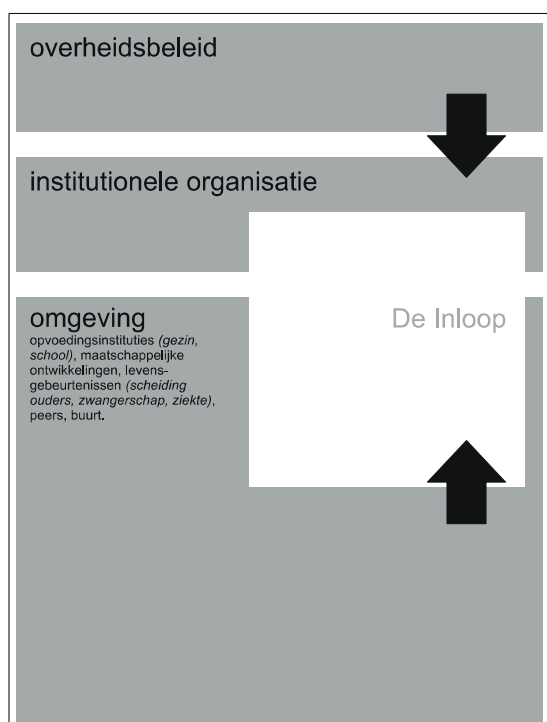 overheidsbeleid
institutionele organisatie
omgeving
opvoedingsinstituties (gezin,
school), maatschappelijke
ontwikkelingen, levens-
gebeurtenissen (scheiding
ouders, zwangerschap, ziekte),
peers, buurt.
De Inloop